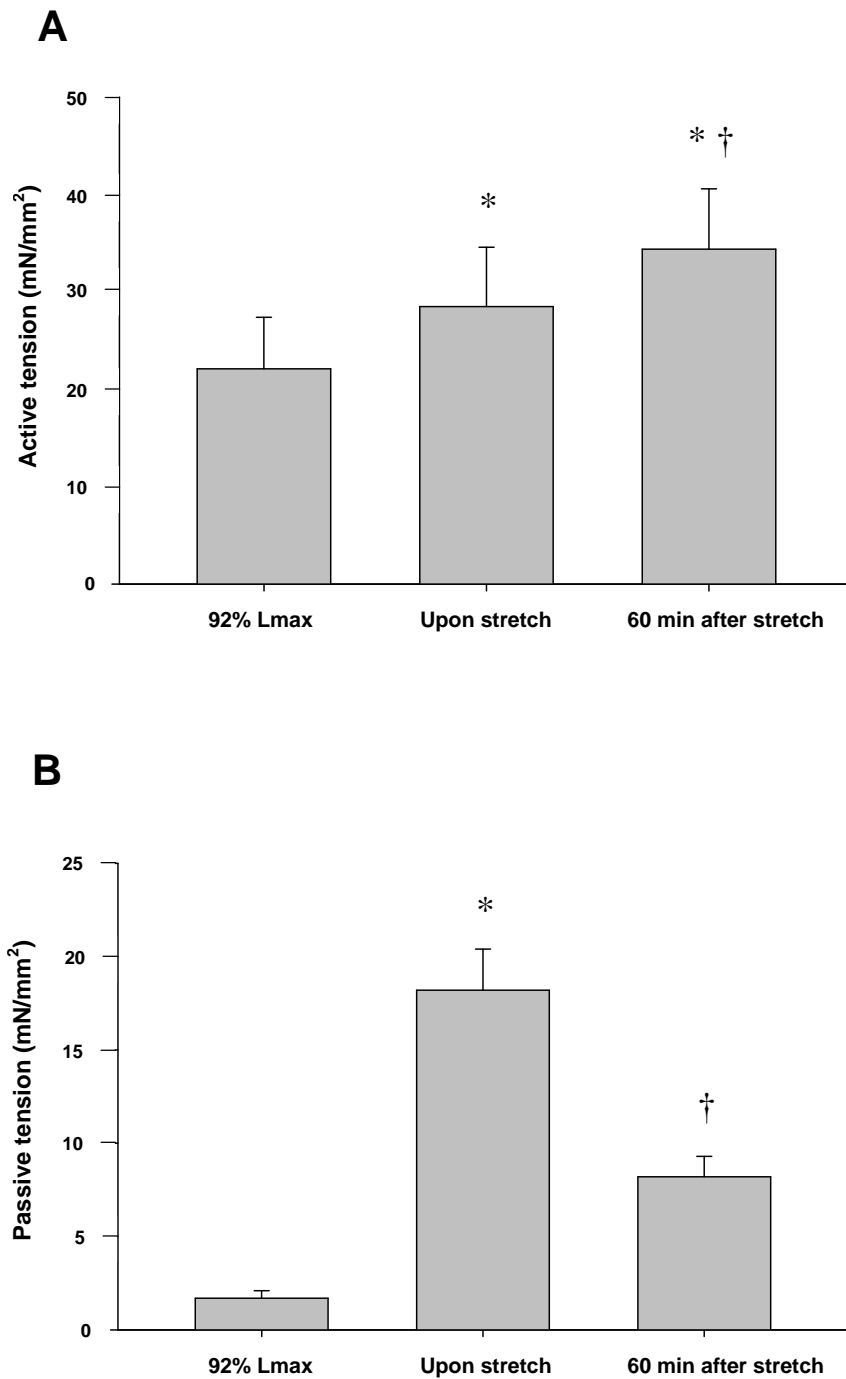 A
Active tension (mN/mm²)
50
40
30
20
10
0
*
* †
92% Lmax Upon stretch 60 min after stretch
B
Passive tension (mN/mm²)
25
20
15
10
5
0
*
†
92% Lmax Upon stretch 60 min after stretch